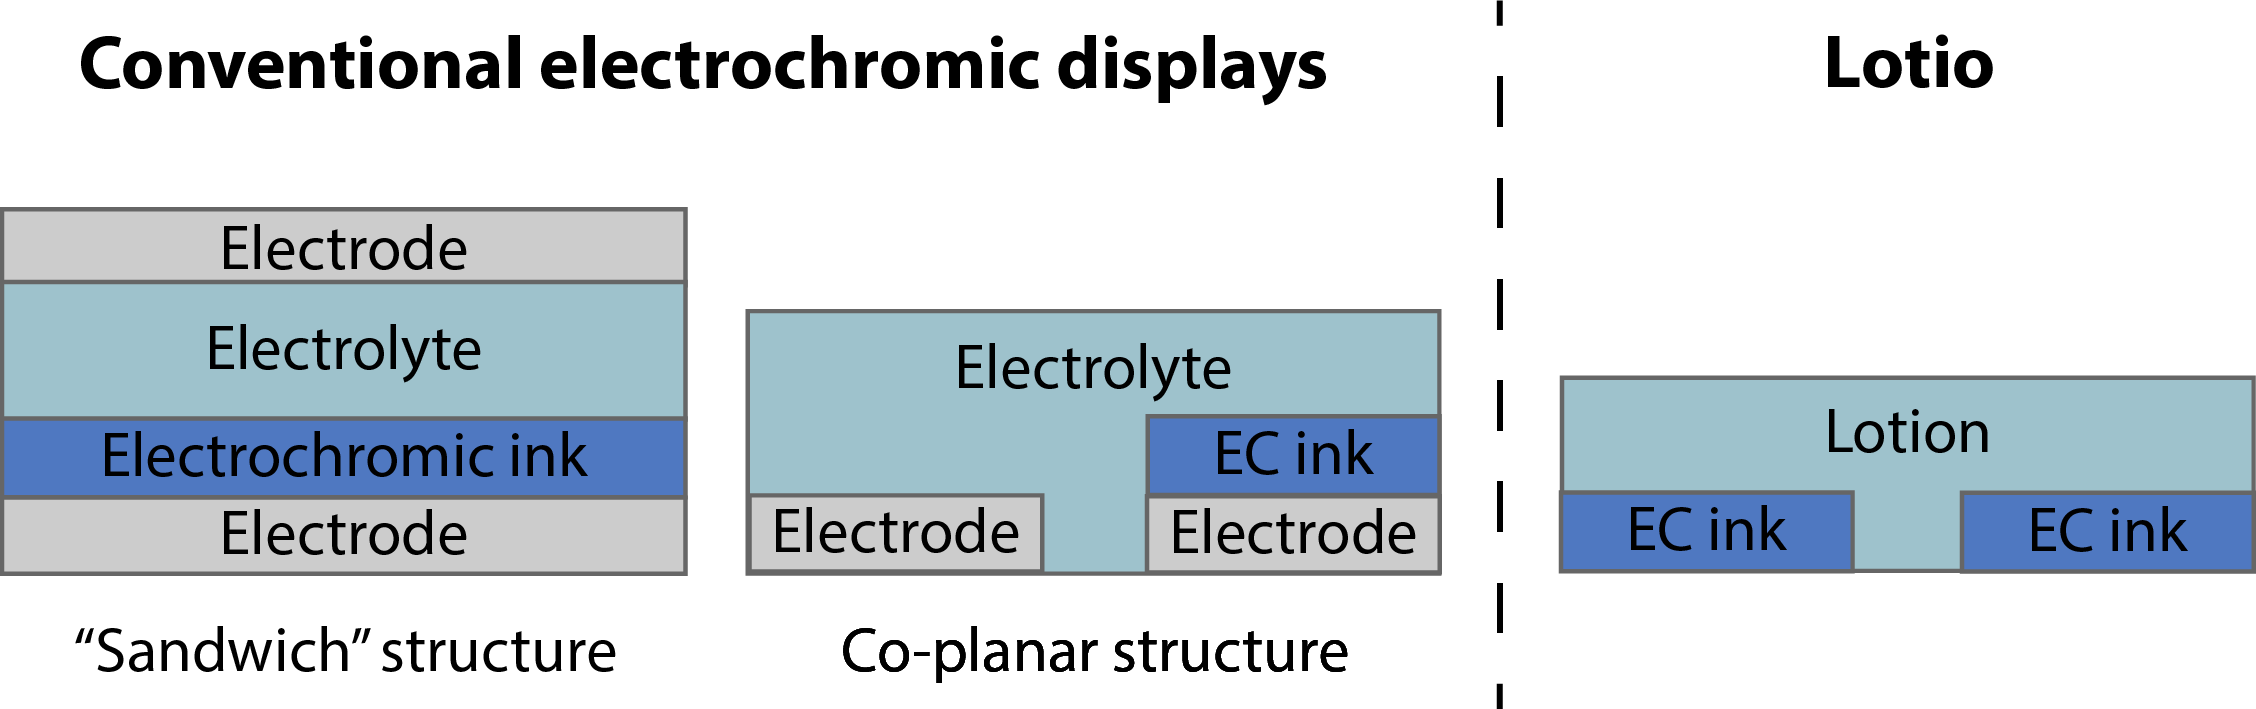 Conventional electrochromic displays
Lotio
Electrode
Electrolyte
Electrochromic ink
Electrode
“Sandwich” structure
Electrolyte
EC ink
Electrode
Electrode
Co-planar structure
Lotion
EC ink
EC ink